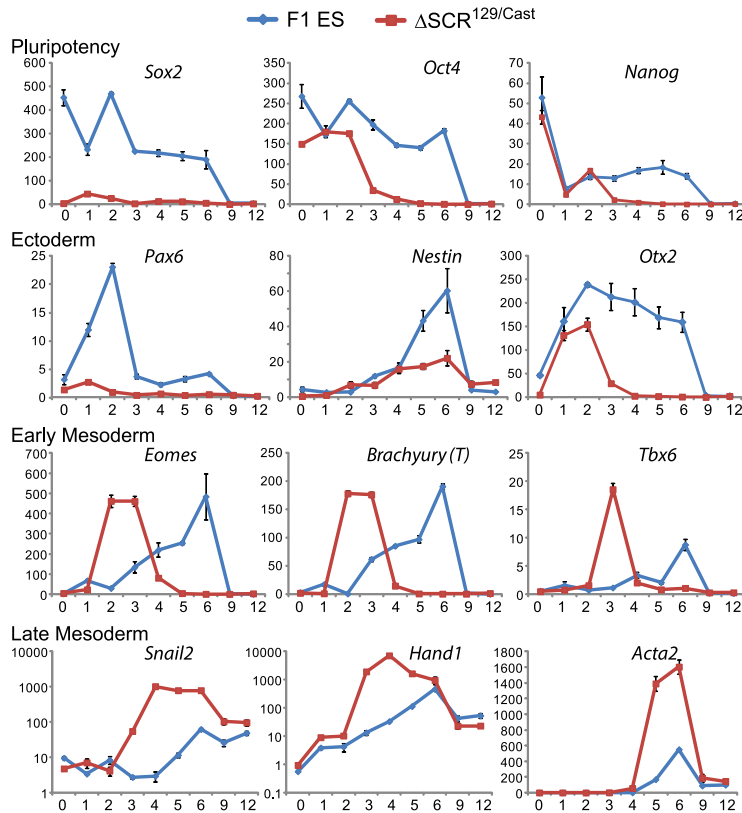 F1 ES ΔSCR129/Cast
Pluripotency
Sox2 Oct4 Nanog
600 500 400 300 200 100 0
0 1 2 3 4 5 6 9 12
350 300 250 200 150 100 50 0
0 1 2 3 4 5 6 9 12
70 60 50 40 30 20 10 0
0 1 2 3 4 5 6 9 12
Ectoderm
Pax6 Nestin Otx2
25 20 15 10 5 0
0 1 2 3 4 5 6 9 12
80 60 40 20 0
0 1 2 3 4 5 6 9 12
300 250 200 150 100 50 0
0 1 2 3 4 5 6 9 12
Early Mesoderm
Eomes Brachyury (T) Tbx6
700 600 500 400 300 200 100 0
0 1 2 3 4 5 6 9 12
250 200 150 100 50 0
0 1 2 3 4 5 6 9 12
25 20 15 10 5 0
0 1 2 3 4 5 6 9 12
Late Mesoderm
Snail2 Hand1 Acta2
10000 1000 100 10 1
0 1 2 3 4 5 6 9 12
10000 1000 100 10 1 0.1
0 1 2 3 4 5 6 9 12
1800 1600 1400 1200 1000 800 600 400 200 0
0 1 2 3 4 5 6 9 12